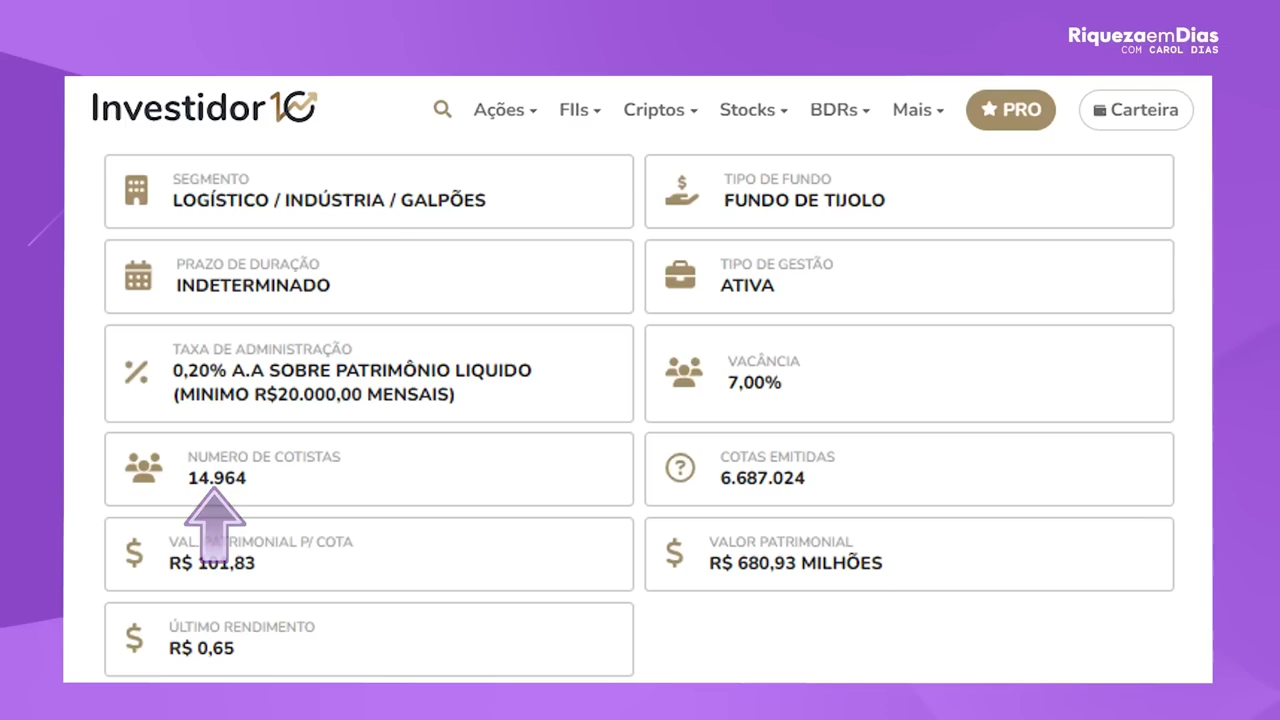 RiquezaemDias
COM CAROL DIAS
Investidor10
Ações
FIIs
Criptos
Stocks
BDRs
Mais
PRO
Carteira
SEGMENTO
LOGÍSTICO / INDÚSTRIA / GALPÕES
TIPO DE FUNDO
FUNDO DE TIJOLO
PRAZO DE DURAÇÃO
INDETERMINADO
TIPO DE GESTÃO
ATIVA
TAXA DE ADMINISTRAÇÃO
0,20% A.A SOBRE PATRIMÔNIO LIQUIDO
(MINIMO R$20.000,00 MENSAIS)
VACÂNCIA
7,00%
NUMERO DE COTISTAS
14.964
COTAS EMITIDAS
6.687.024
VAL. PATRIMONIAL P/ COTA
R$ 101,83
VALOR PATRIMONIAL
R$ 680,93 MILHÕES
ÚLTIMO RENDIMENTO
R$ 0,65